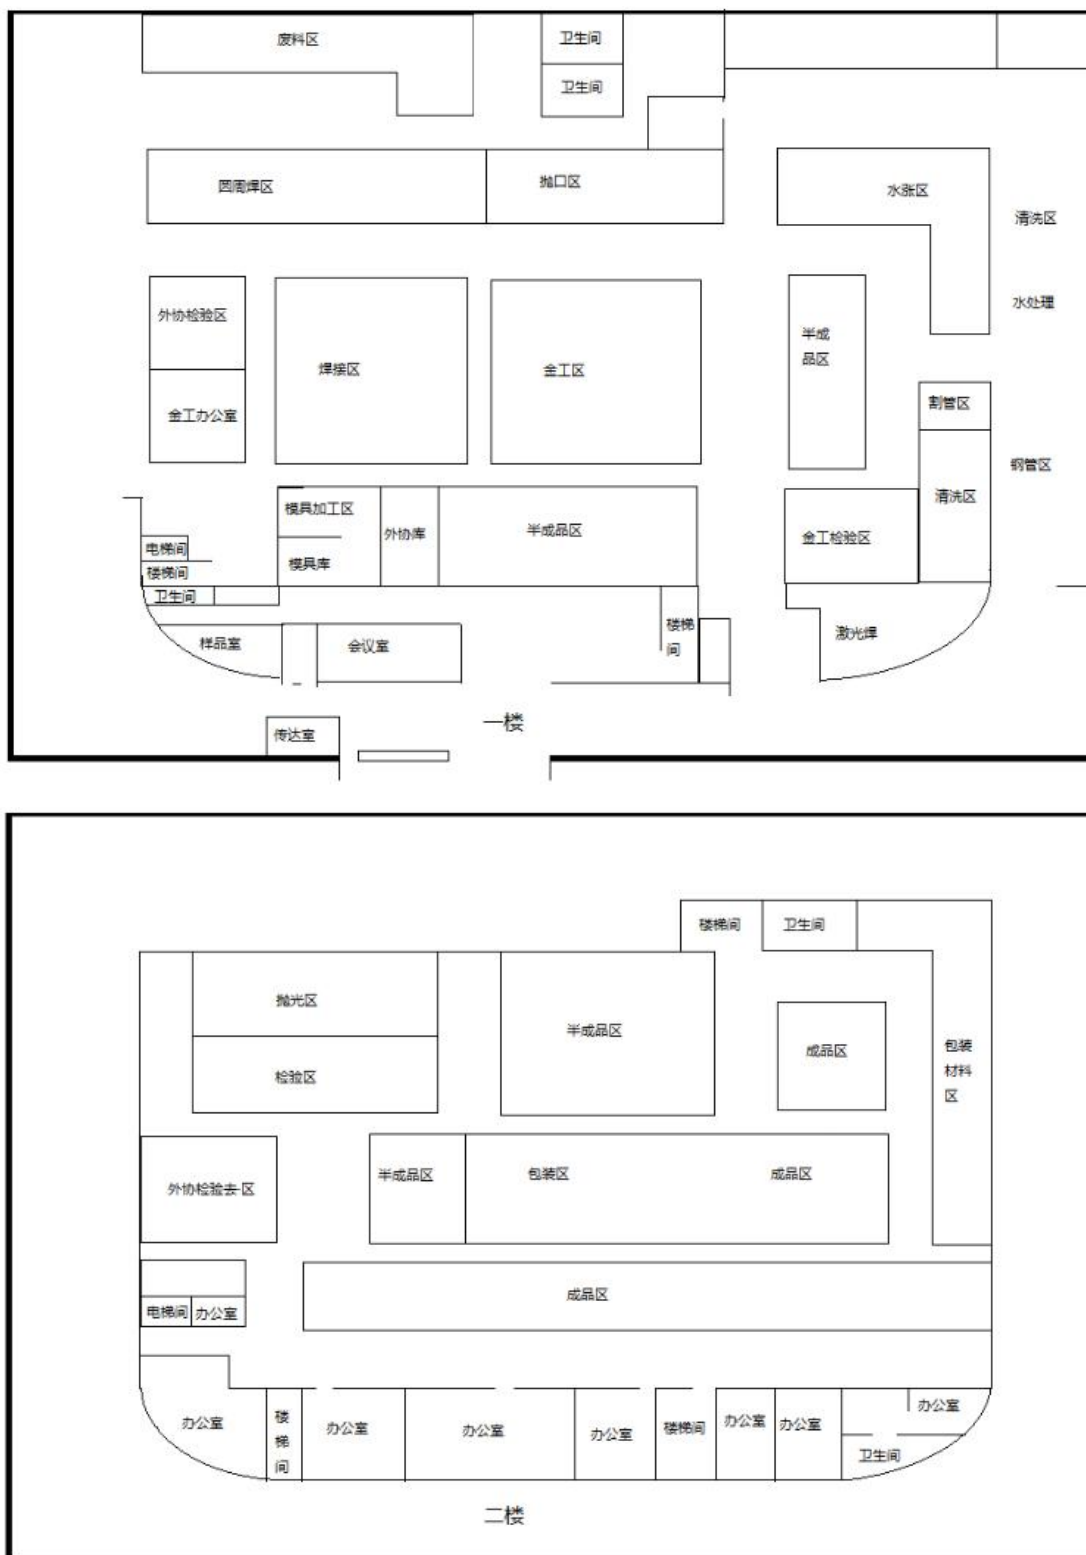 废料区
卫生间
卫生间
圆周焊区
抛口区
水涨区
清洗区
外协检验区
焊接区
金工区
半成
品区
水处理
金工办公室
割管区
钢管区
清洗区
模具加工区
外协库
半成品区
金工检验区
电梯间
楼梯间
模具库
卫生间
样品室
会议室
楼梯
间
激光焊
传达室
一楼
楼梯间
卫生间
抛光区
半成品区
成品区
包装
材料
区
检验区
外协检验去区
半成品区
包装区
成品区
电梯间
办公室
成品区
办公室
楼
梯
间
办公室
办公室
办公室
楼梯间
办公室
办公室
办公室
卫生间
二楼